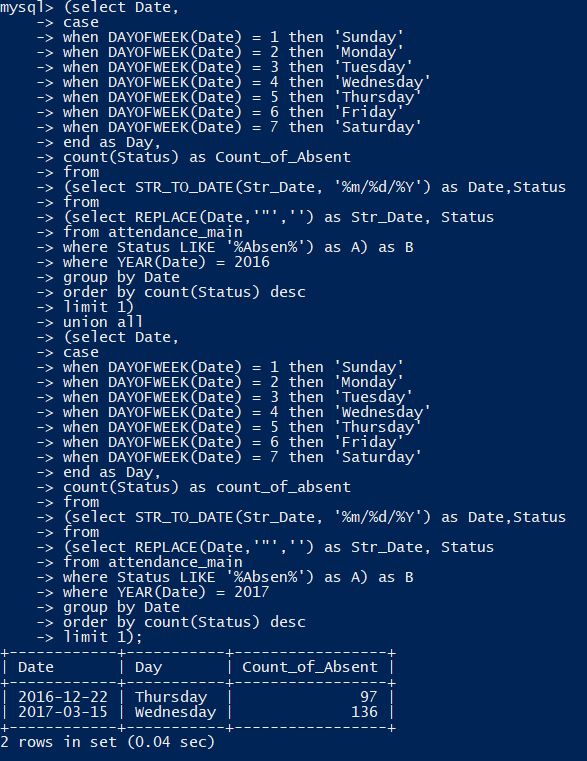 mysql> (select Date,
    -> case
    -> when DAYOFWEEK(Date) = 1 then 'Sunday'
    -> when DAYOFWEEK(Date) = 2 then 'Monday'
    -> when DAYOFWEEK(Date) = 3 then 'Tuesday'
    -> when DAYOFWEEK(Date) = 4 then 'Wednesday'
    -> when DAYOFWEEK(Date) = 5 then 'Thursday'
    -> when DAYOFWEEK(Date) = 6 then 'Friday'
    -> when DAYOFWEEK(Date) = 7 then 'Saturday'
    -> end as Day,
    -> count(Status) as Count_of_Absent
    -> from
    -> (select STR_TO_DATE(Str_Date, '%m/%d/%Y') as Date,Status
    -> from
    -> (select REPLACE(Date,'"','') as Str_Date, Status
    -> from attendance_main
    -> where Status LIKE '%Absen%') as A) as B
    -> where YEAR(Date) = 2016
    -> group by Date
    -> order by count(Status) desc
    -> limit 1)
    -> union all
    -> (select Date,
    -> case
    -> when DAYOFWEEK(Date) = 1 then 'Sunday'
    -> when DAYOFWEEK(Date) = 2 then 'Monday'
    -> when DAYOFWEEK(Date) = 3 then 'Tuesday'
    -> when DAYOFWEEK(Date) = 4 then 'Wednesday'
    -> when DAYOFWEEK(Date) = 5 then 'Thursday'
    -> when DAYOFWEEK(Date) = 6 then 'Friday'
    -> when DAYOFWEEK(Date) = 7 then 'Saturday'
    -> end as Day,
    -> count(Status) as count_of_absent
    -> from
    -> (select STR_TO_DATE(Str_Date, '%m/%d/%Y') as Date,Status
    -> from
    -> (select REPLACE(Date,'"','') as Str_Date, Status
    -> from attendance_main
    -> where Status LIKE '%Absen%') as A) as B
    -> where YEAR(Date) = 2017
    -> group by Date
    -> order by count(Status) desc
    -> limit 1);
+------------+-----------+-----------------+
| Date       | Day       | Count_of_Absent |
+------------+-----------+-----------------+
| 2016-12-22 | Thursday  |              97 |
| 2017-03-15 | Wednesday |             136 |
+------------+-----------+-----------------+
2 rows in set (0.04 sec)